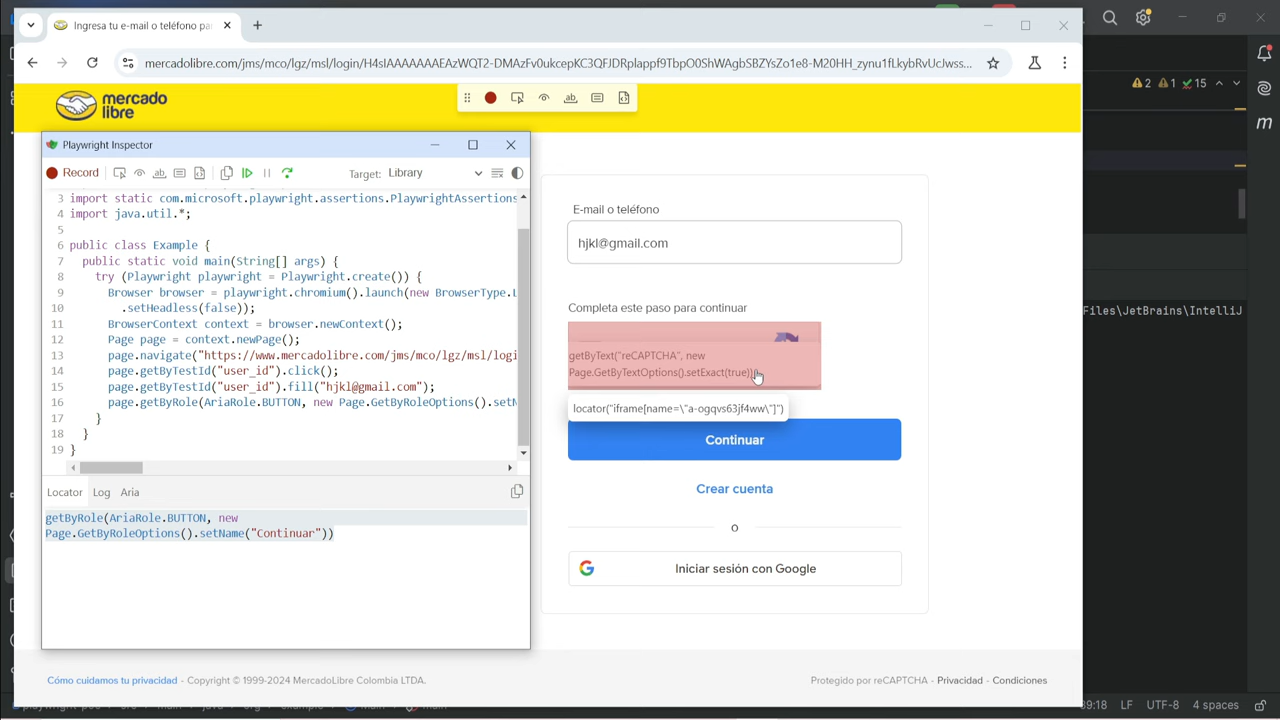 Ingresa tu e-mail o teléfono pa
mercadolibre.com/jms/mco/lgz/msl/login/H4sIAAAAAAAEAzWQT2-DMAzFv0ukcepKC3QFJDRplappf9TbpO0ShWAgbSBZYsZo1e8-M20HH_zynu1fLkybRvUcJwss...
mercado
libre
2 1 15
Playwright Inspector
Record
Target: Library
3 import static com.microsoft.playwright.assertions.PlaywrightAssertions
4 import java.util.*;
5
6 public class Example {
7 public static void main(String[] args) {
8 try (Playwright playwright = Playwright.create()) {
9 Browser browser = playwright.chromium().launch(new BrowserType.L
10 .setHeadless(false));
11 BrowserContext context = browser.newContext();
12 Page page = context.newPage();
13 page.navigate("https://www.mercadolibre.com/jms/mco/lgz/msl/logi
14 page.getByTestId("user_id").click();
15 page.getByTestId("user_id").fill("hjkl@gmail.com");
16 page.getByRole(AriaRole.BUTTON, new Page.GetByRoleOptions().setN
17 }
18 }
19 }
Locator Log Aria
getByRole(AriaRole.BUTTON, new
Page.GetByRoleOptions().setName("Continuar"))
E-mail o teléfono
hjkl@gmail.com
Completa este paso para continuar
getByText("reCAPTCHA", new
Page.GetByTextOptions().setExact(true))
locator("iframe[name=\"a-ogqvs63jf4ww\"]")
Continuar
Crear cuenta
o
Iniciar sesión con Google
Files\JetBrains\IntelliJ
Cómo cuidamos tu privacidad - Copyright © 1999-2024 MercadoLibre Colombia LTDA.
Protegido por reCAPTCHA - Privacidad - Condiciones
39:18 LF UTF-8 4 spaces